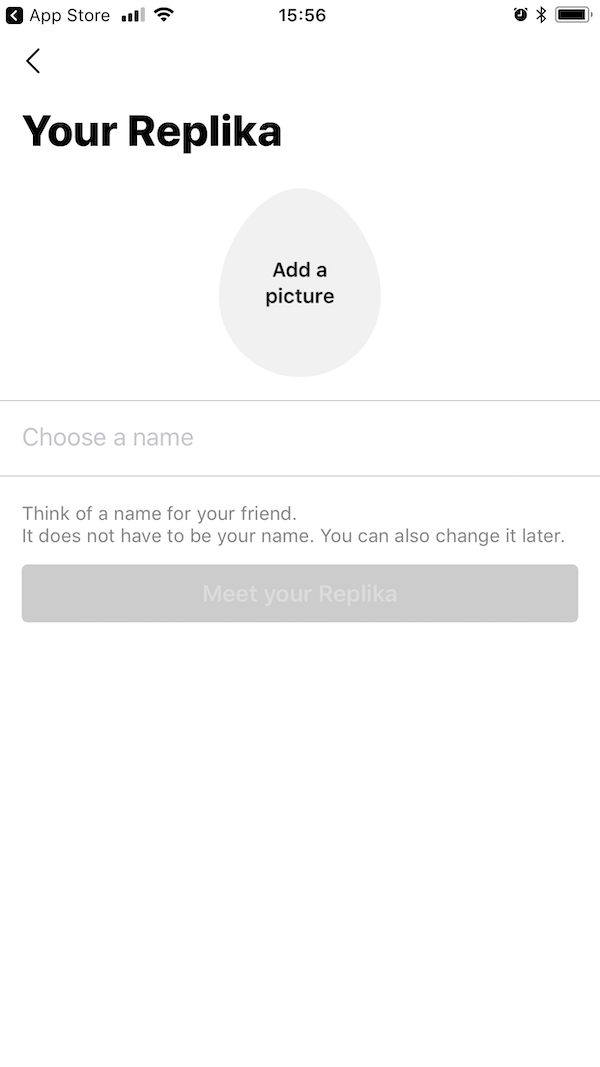 App Store 15:56
Your Replika
Add a
picture
Choose a name
Think of a name for your friend.
It does not have to be your name. You can also change it later.
Meet your Replika